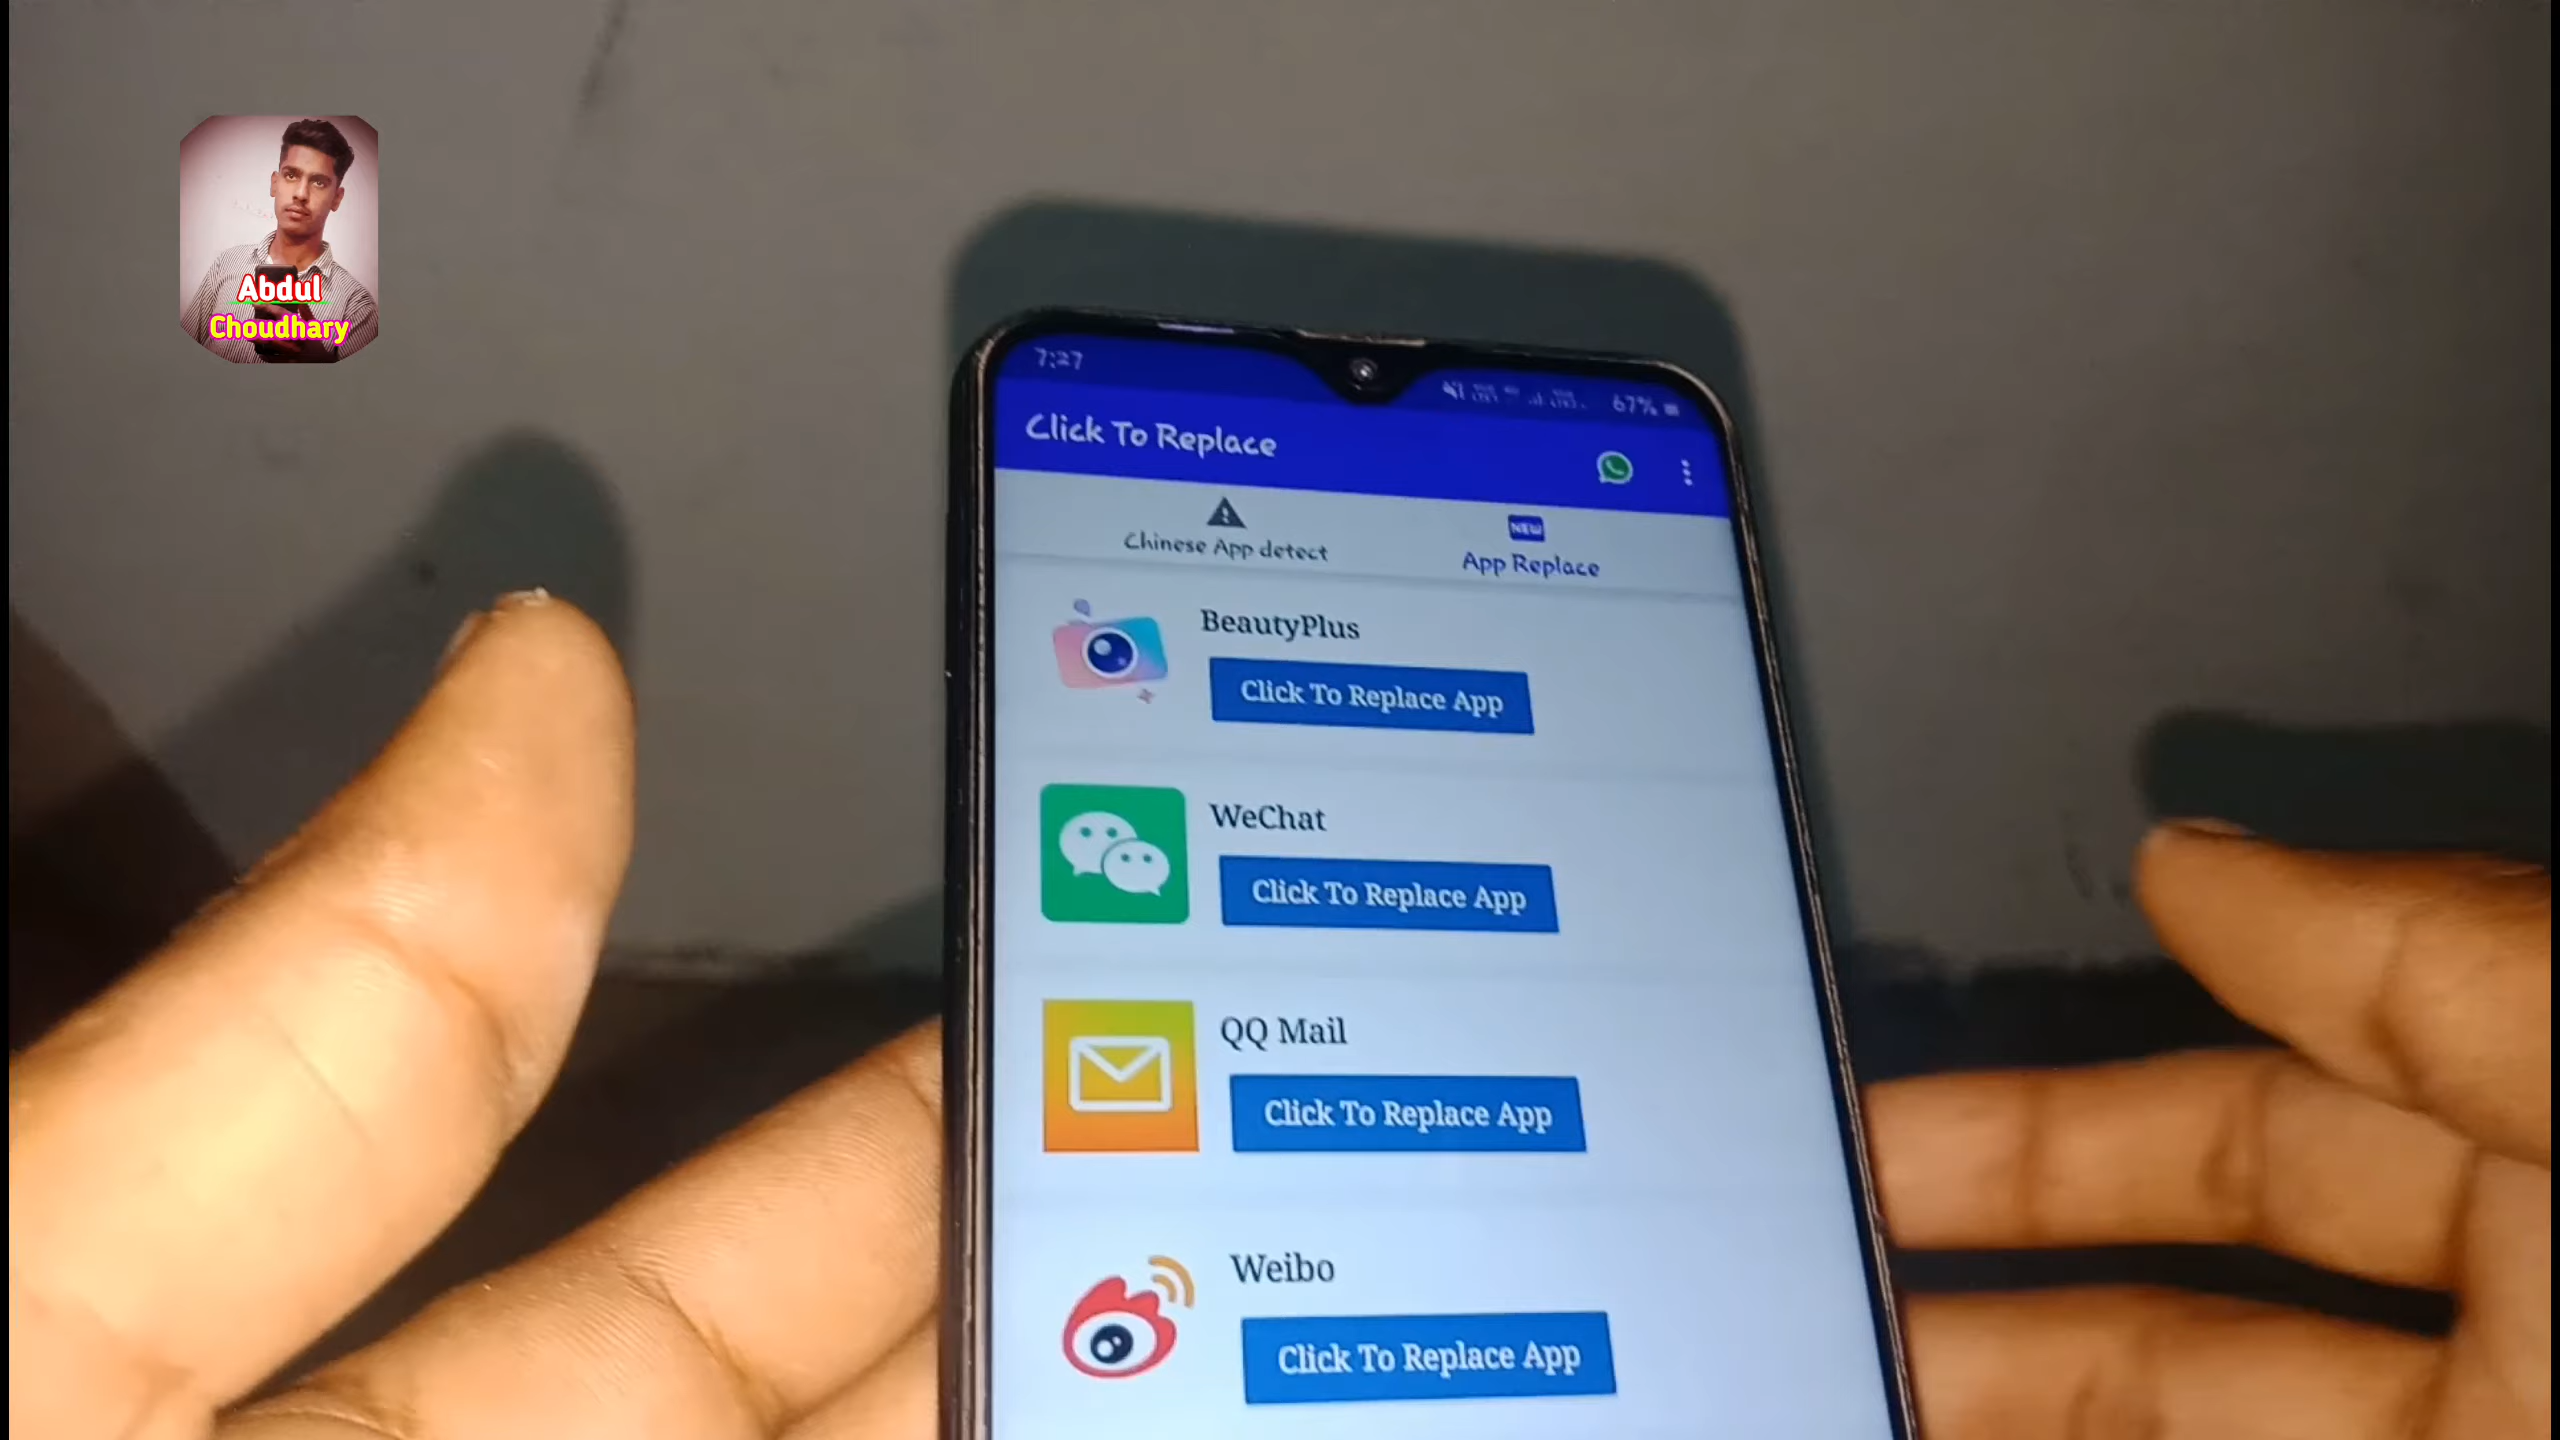 Abdul
Choudhary
7:27
67%
Click To Replace
Chinese App detect
NEW
App Replace
BeautyPlus
Click To Replace App
WeChat
Click To Replace App
QQ Mail
Click To Replace App
Weibo
Click To Replace App